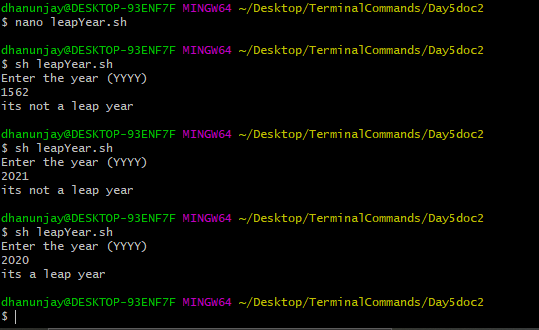 dhanunjay@DESKTOP-93ENF7F MINGW64 ~/Desktop/TerminalCommands/Day5doc2
$ nano leapYear.sh
dhanunjay@DESKTOP-93ENF7F MINGW64 ~/Desktop/TerminalCommands/Day5doc2
$ sh leapYear.sh
Enter the year (YYYY)
1562
its not a leap year
dhanunjay@DESKTOP-93ENF7F MINGW64 ~/Desktop/TerminalCommands/Day5doc2
$ sh leapYear.sh
Enter the year (YYYY)
2021
its not a leap year
dhanunjay@DESKTOP-93ENF7F MINGW64 ~/Desktop/TerminalCommands/Day5doc2
$ sh leapYear.sh
Enter the year (YYYY)
2020
its a leap year
dhanunjay@DESKTOP-93ENF7F MINGW64 ~/Desktop/TerminalCommands/Day5doc2
$